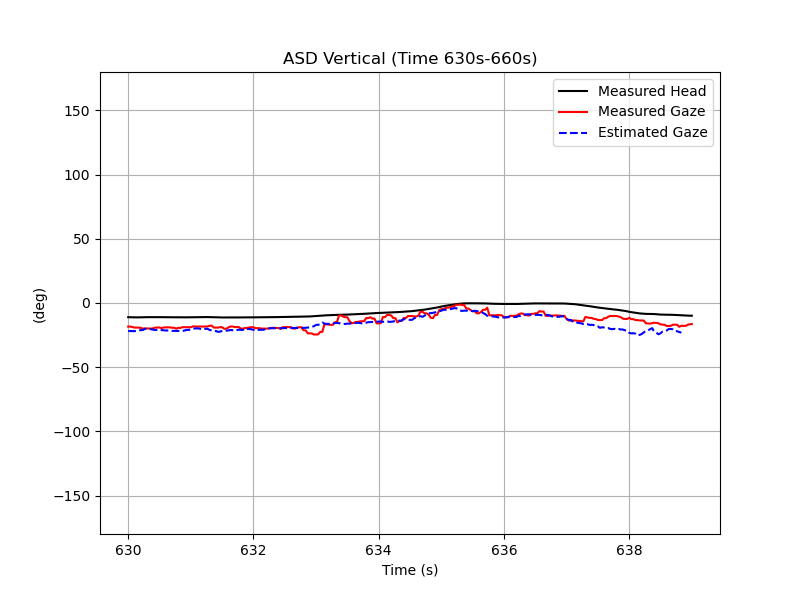 ASD Vertical (Time 630s-660s)
Measured Head
Measured Gaze
Estimated Gaze
150
100
50
0
−50
−100
−150
(deg)
630 632 634 636 638
Time (s)